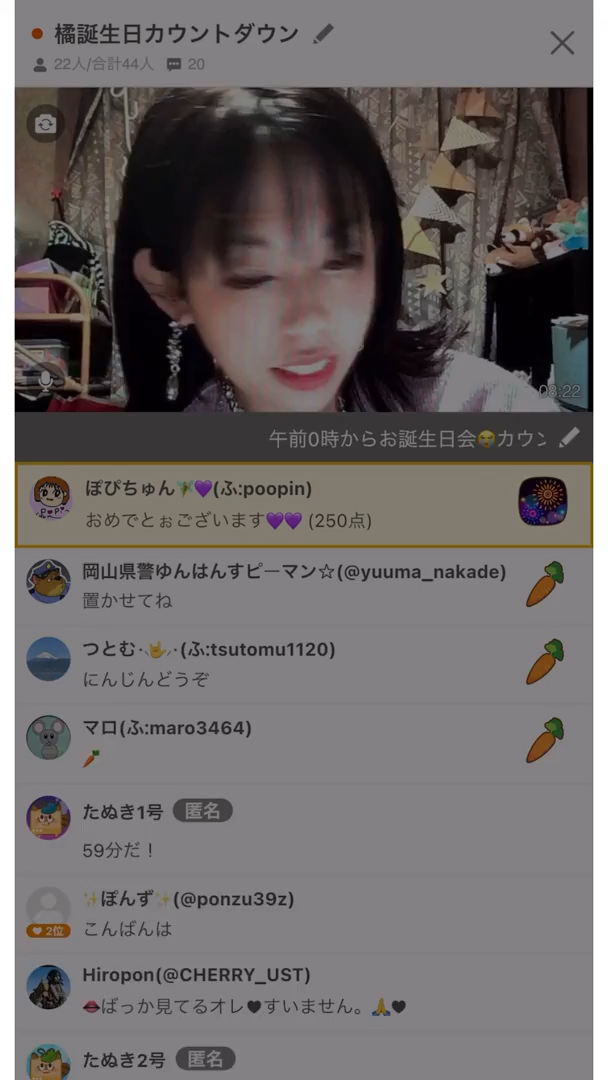 橘誕生日カウントダウン
22人/合計44人 20
08:22
午前0時からお誕生日会😭カウン
ぽぴちゅん🧚💜(ふ:poopin)
おめでとぉございます💜💜 (250点)
岡山県警ゆんはんすピーマン☆(@yuuma_nakade)
置かせてね
つとむ·͜·🤟⸝·(ふ:tsutomu1120)
にんじんどうぞ
マロ(ふ:maro3464)
🥕
たぬき1号 匿名
59分だ！
✨ぽんず✨(@ponzu39z)
2位 こんばんは
Hiropon(@CHERRY_UST)
👄ばっか見てるオレ♥すいません。🙏♥
たぬき2号 匿名